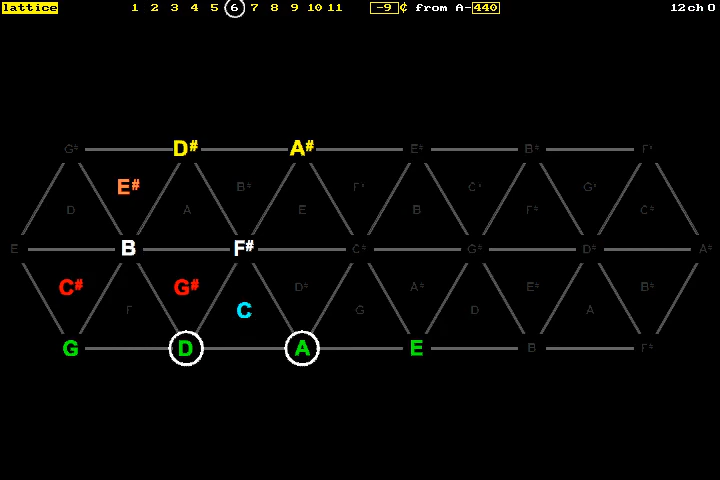 lattice 1 2 3 4 5 6 7 8 9 10 11 -9 ¢ from A-440 12ch 0
G# D# A# E# B#
E# B#
D A E B F# C#
E B F# C# G# D# A#
C# G# D# A# E# B#
F C G D A
G D A E B F#